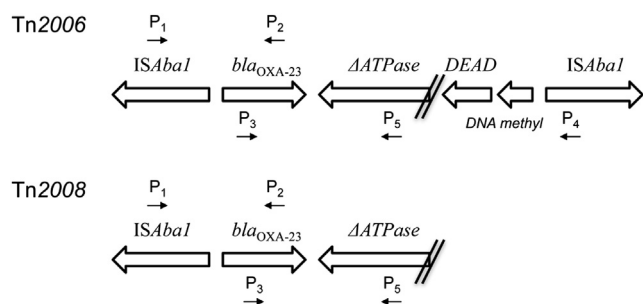 Tn2006
P1 P2
ISAba1 blaOXA-23 ΔATPase DEAD ISAba1
P3 P5 DNA methyl P4
Tn2008
P1 P2
ISAba1 blaOXA-23 ΔATPase
P3 P5